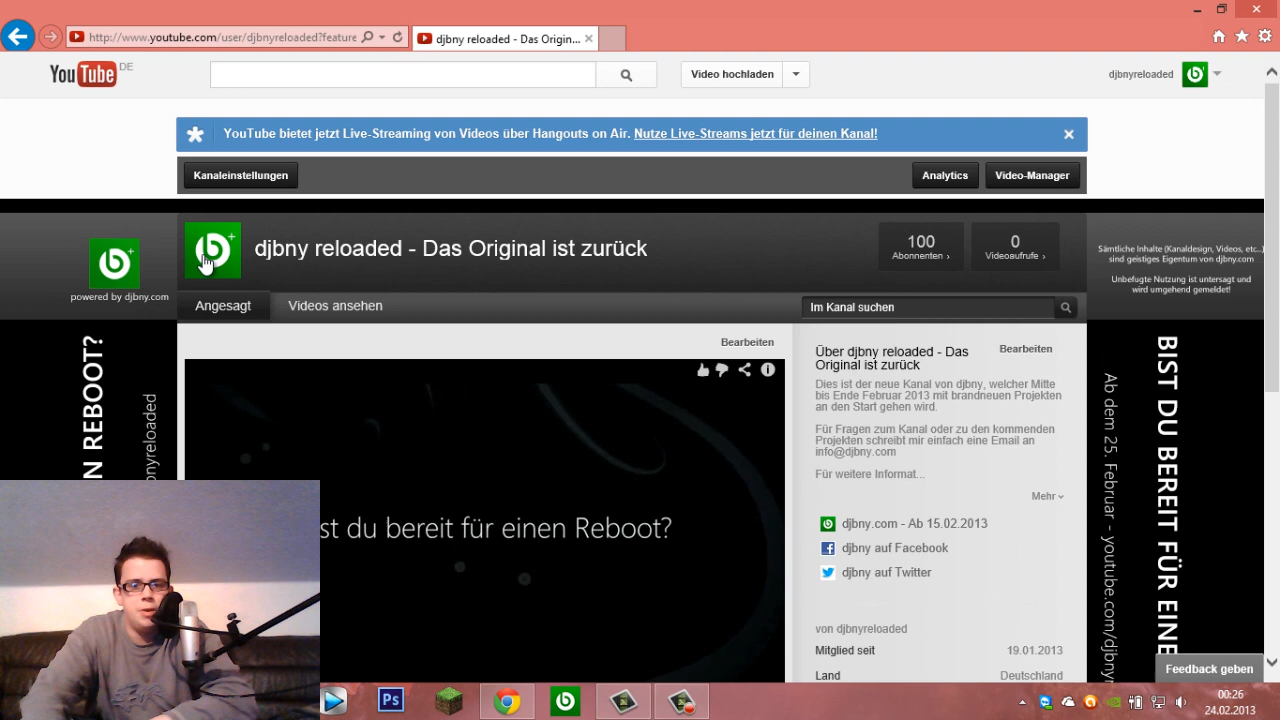 http://www.youtube.com/user/djbnyreloaded?feature
djbny reloaded - Das Origin...
YouTube DE
Video hochladen
djbnyreloaded
YouTube bietet jetzt Live-Streaming von Videos über Hangouts on Air. Nutze Live-Streams jetzt für deinen Kanal!
Kanaleinstellungen
Analytics
Video-Manager
powered by djbny.com
djbny reloaded - Das Original ist zurück
100
Abonnenten ›
0
Videoaufrufe ›
Sämtliche Inhalte (Kanaldesign, Videos, etc..)
sind geistiges Eigentum von djbny.com
Unbefugte Nutzung ist untersagt und
wird umgehend gemeldet!
Angesagt
Videos ansehen
Im Kanal suchen
Bearbeiten
Über djbny reloaded - Das
Original ist zurück
Bearbeiten
Dies ist der neue Kanal von djbny, welcher Mitte
bis Ende Februar 2013 mit brandneuen Projekten
an den Start gehen wird.
Für Fragen zum Kanal oder zu den kommenden
Projekten schreibt mir einfach eine Email an
info@djbny.com
Für weitere Informat...
Mehr
djbny.com - Ab 15.02.2013
djbny auf Facebook
djbny auf Twitter
von djbnyreloaded
Mitglied seit
19.01.2013
Land
Deutschland
st du bereit für einen Reboot?
N REBOOT?
bnyreloaded
BIST DU BEREIT FÜR EINE
Ab dem 25. Februar - youtube.com/djbny
Feedback geben
Ps
00:26
24.02.2013